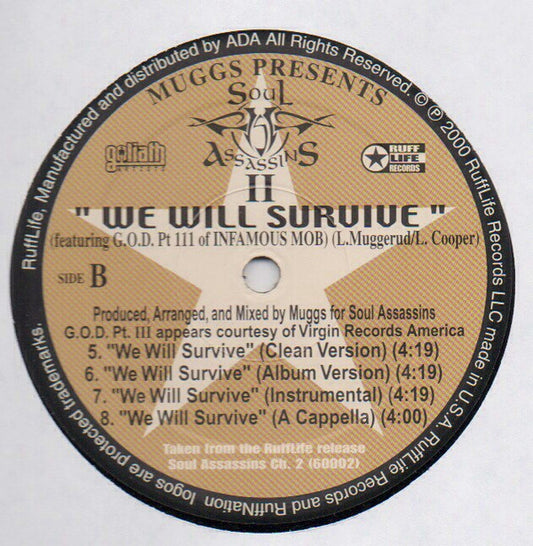 MUGGS PRESENTS
SOUL
ASSASSINS
goliath
ARTISTS
RUFF
LIFE
RECORDS
II
" WE WILL SURVIVE "
(featuring G.O.D. Pt 111 of INFAMOUS MOB) (L.Muggerud/L. Cooper)
SIDE B
Produced, Arranged, and Mixed by Muggs for Soul Assassins
G.O.D. Pt. III appears courtesy of Virgin Records America
5. "We Will Survive" (Clean Version) (4:19)
6. "We Will Survive" (Album Version) (4:19)
7. "We Will Survive" (Instrumental) (4:19)
8. "We Will Survive" (A Cappella) (4:00)
Taken from the RuffLife release
Soul Assassins Ch. 2 (60002)
RuffLife, Manufactured and distributed by ADA All Rights Reserved. © ℗ 2000 RuffLife Records LLC made in U.S.A. RuffLife Records and RuffNation logos are protected trademarks.